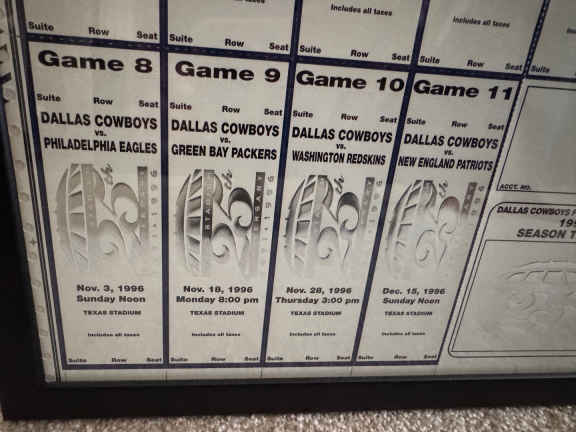 Includes all taxes
Includes all taxes
Suite Row Seat
Suite Row Seat
Suite Row Seat
Suite Row Seat
Suite
Game 8
Suite Row Seat
DALLAS COWBOYS
vs.
PHILADELPHIA EAGLES
Nov. 3, 1996
Sunday Noon
TEXAS STADIUM
Includes all taxes
Suite Row Seat
Game 9
Suite Row Seat
DALLAS COWBOYS
vs.
GREEN BAY PACKERS
Nov. 18, 1996
Monday 8:00 pm
TEXAS STADIUM
Includes all taxes
Suite Row Seat
Game 10
Suite Row Seat
DALLAS COWBOYS
vs.
WASHINGTON REDSKINS
25th
Nov. 28, 1996
Thursday 3:00 pm
TEXAS STADIUM
Includes all taxes
Suite Row Seat
Game 11
Suite Row Seat
DALLAS COWBOYS
vs.
NEW ENGLAND PATRIOTS
Dec. 15, 1996
Sunday Noon
TEXAS STADIUM
Includes all taxes
Suite Row Seat
ACCT. NO.
DALLAS COWBOYS
SEASON